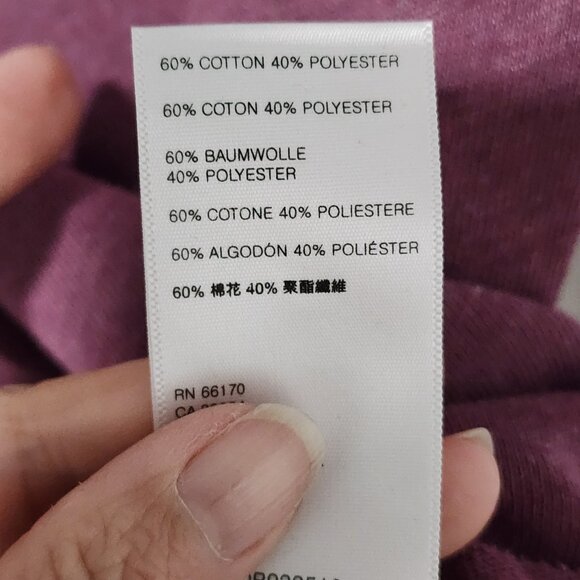 60% COTTON 40% POLYESTER
60% COTON 40% POLYESTER
60% BAUMWOLLE
40% POLYESTER
60% COTONE 40% POLIESTERE
60% ALGODÓN 40% POLIÉSTER
60% 棉花 40% 聚酯纖維
RN 66170
CA